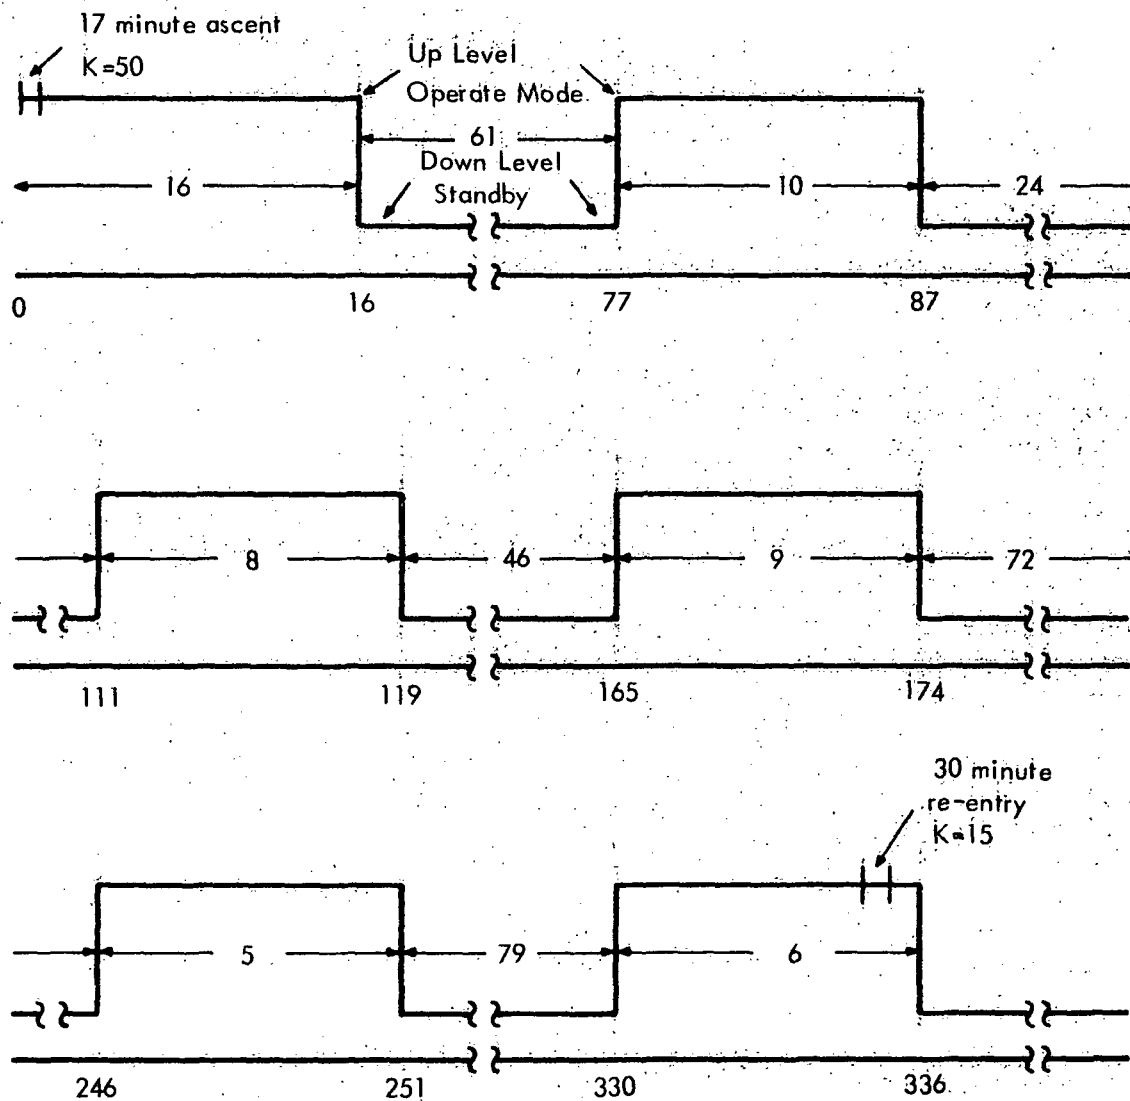 17 minute ascent
K=50
Up Level
Operate Mode
61
Down Level
Standby
16
10
24
0
16
77
87
8
46
9
72
111
119
165
174
30 minute
re-entry
K=15
5
79
6
246
251
330
336